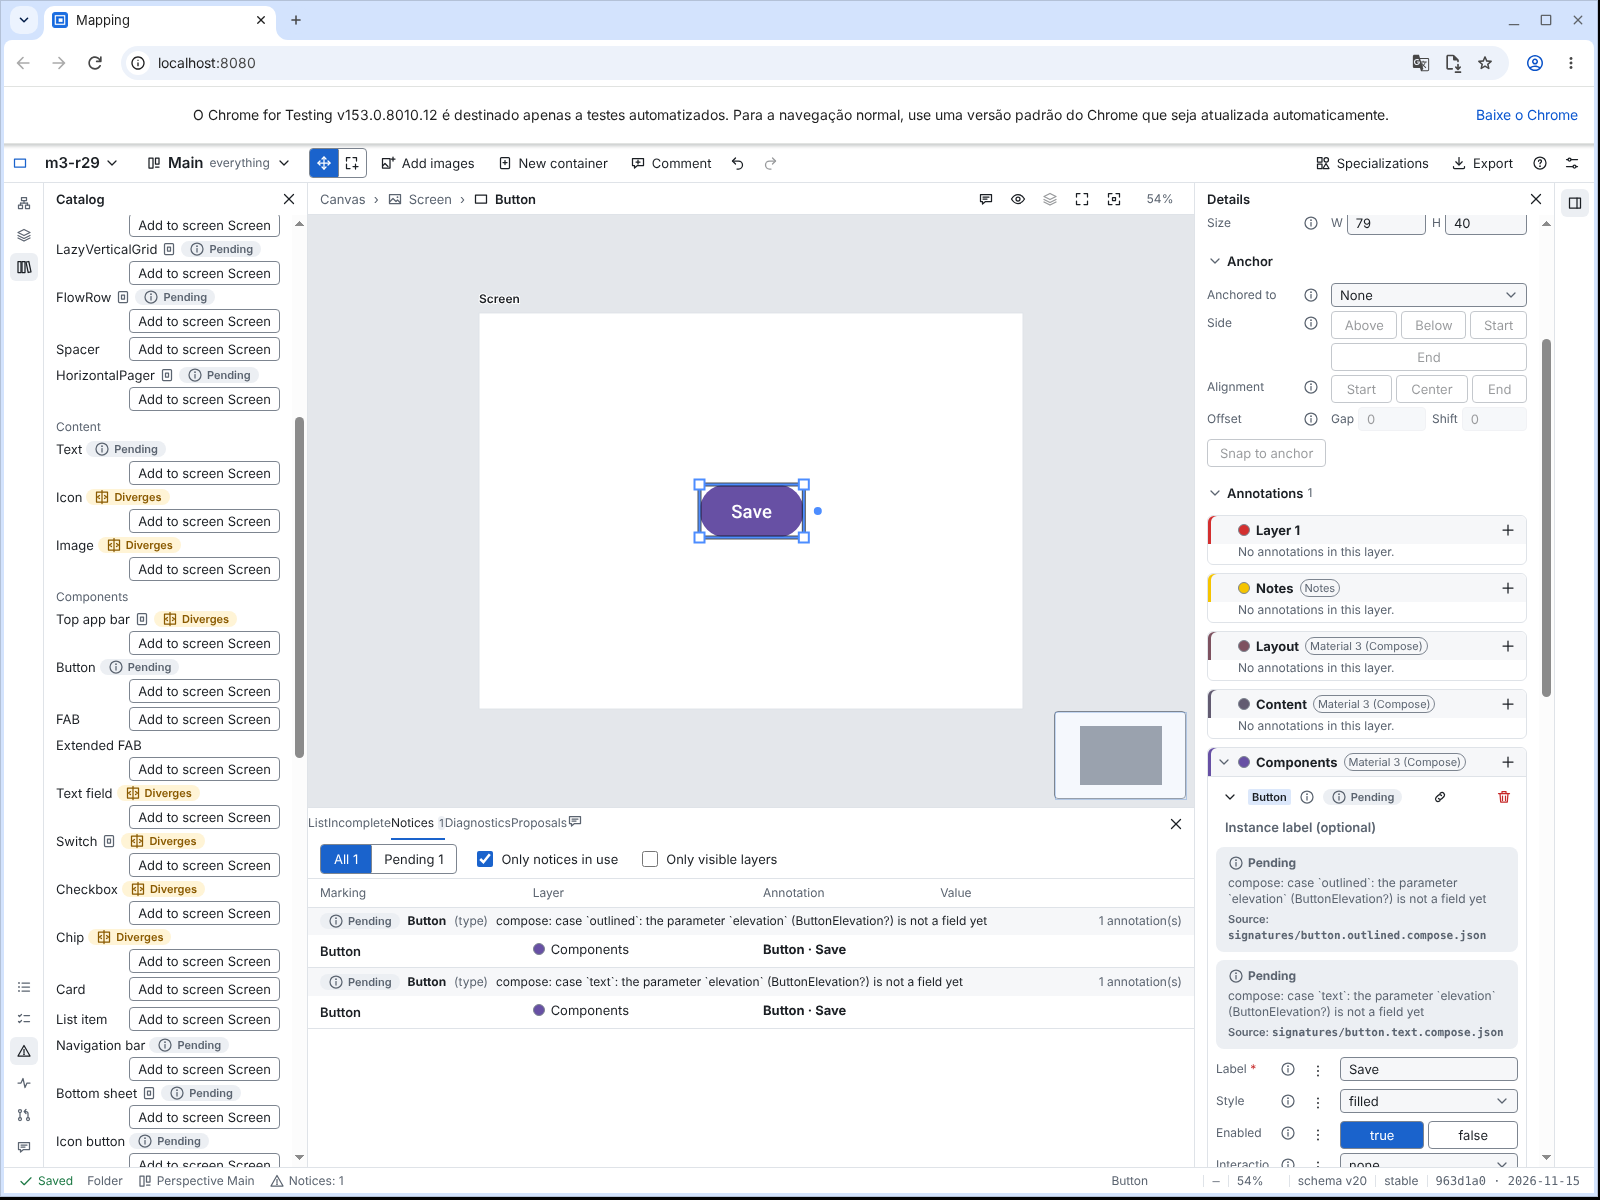 Mapping
localhost:8080
O Chrome for Testing v153.0.8010.12 é destinado apenas a testes automatizados. Para a navegação normal, use uma versão padrão do Chrome que seja atualizada automaticamente.
Baixe o Chrome
m3-r29
Main everything
Add images
New container
Comment
Specializations
Export
Catalog
Add to screen Screen
LazyVerticalGrid Pending
Add to screen Screen
FlowRow Pending
Add to screen Screen
Spacer Add to screen Screen
HorizontalPager Pending
Add to screen Screen
Content
Text Pending
Add to screen Screen
Icon Diverges
Add to screen Screen
Image Diverges
Add to screen Screen
Components
Top app bar Diverges
Add to screen Screen
Button Pending
Add to screen Screen
FAB Add to screen Screen
Extended FAB
Add to screen Screen
Text field Diverges
Add to screen Screen
Switch Diverges
Add to screen Screen
Checkbox Diverges
Add to screen Screen
Chip Diverges
Add to screen Screen
Card Add to screen Screen
List item Add to screen Screen
Navigation bar Pending
Add to screen Screen
Bottom sheet Pending
Add to screen Screen
Icon button Pending
Add to screen Screen
Canvas › Screen › Button
54%
Screen
Save
ListIncompleteNotices 1DiagnosticsProposals
All 1 Pending 1 Only notices in use Only visible layers
Marking Layer Annotation Value
Pending Button (type) compose: case `outlined`: the parameter `elevation` (ButtonElevation?) is not a field yet 1 annotation(s)
Button Components Button · Save
Pending Button (type) compose: case `text`: the parameter `elevation` (ButtonElevation?) is not a field yet 1 annotation(s)
Button Components Button · Save
Details
Size W 79 H 40
Anchor
Anchored to None
Side Above Below Start
End
Alignment Start Center End
Offset Gap 0 Shift 0
Snap to anchor
Annotations 1
Layer 1
No annotations in this layer.
Notes Notes
No annotations in this layer.
Layout Material 3 (Compose)
No annotations in this layer.
Content Material 3 (Compose)
No annotations in this layer.
Components Material 3 (Compose)
Button Pending
Instance label (optional)
Pending
compose: case `outlined`: the parameter
`elevation` (ButtonElevation?) is not a field yet
Source:
signatures/button.outlined.compose.json
Pending
compose: case `text`: the parameter `elevation`
(ButtonElevation?) is not a field yet
Source: signatures/button.text.compose.json
Label * Save
Style filled
Enabled true false
Interactio none
Saved Folder Perspective Main Notices: 1
Button – 54% schema v20 stable 963d1a0 · 2026-11-15